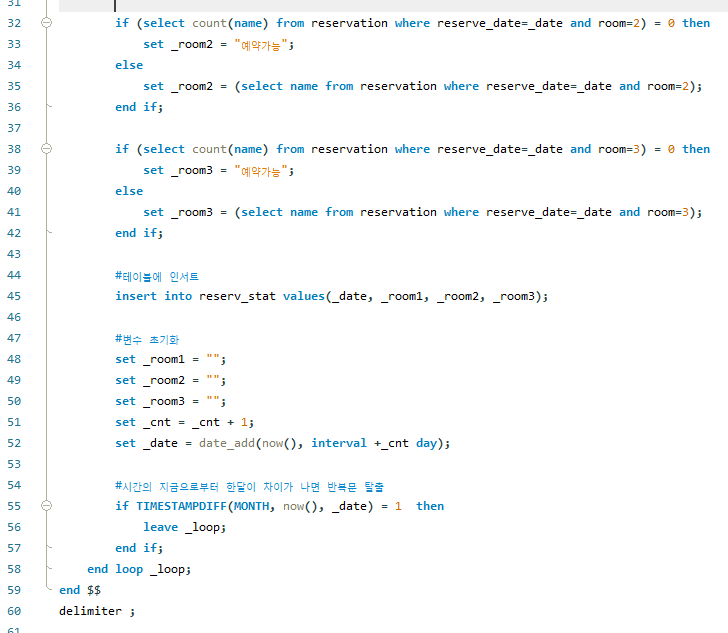 31
32 if (select count(name) from reservation where reserve_date=_date and room=2) = 0 then
33 set _room2 = "예약가능";
34 else
35 set _room2 = (select name from reservation where reserve_date=_date and room=2);
36 end if;
37
38 if (select count(name) from reservation where reserve_date=_date and room=3) = 0 then
39 set _room3 = "예약가능";
40 else
41 set _room3 = (select name from reservation where reserve_date=_date and room=3);
42 end if;
43
44 #테이블에 인서트
45 insert into reserv_stat values(_date, _room1, _room2, _room3);
46
47 #변수 초기화
48 set _room1 = "";
49 set _room2 = "";
50 set _room3 = "";
51 set _cnt = _cnt + 1;
52 set _date = date_add(now(), interval +_cnt day);
53
54 #시간의 지금으로부터 한달이 차이가 나면 반복문 탈출
55 if TIMESTAMPDIFF(MONTH, now(), _date) = 1 then
56 leave _loop;
57 end if;
58 end loop _loop;
59 end $$
60 delimiter ;
61